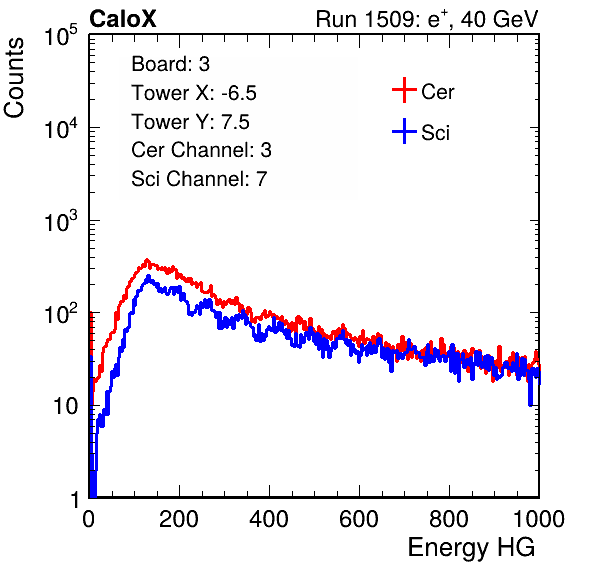 CaloX Run 1509: e⁺, 40 GeV
Counts
Board: 3
Tower X: -6.5
Tower Y: 7.5
Cer Channel: 3
Sci Channel: 7
Cer
Sci
10⁵
10⁴
10³
10²
10
1
0 200 400 600 800 1000
Energy HG